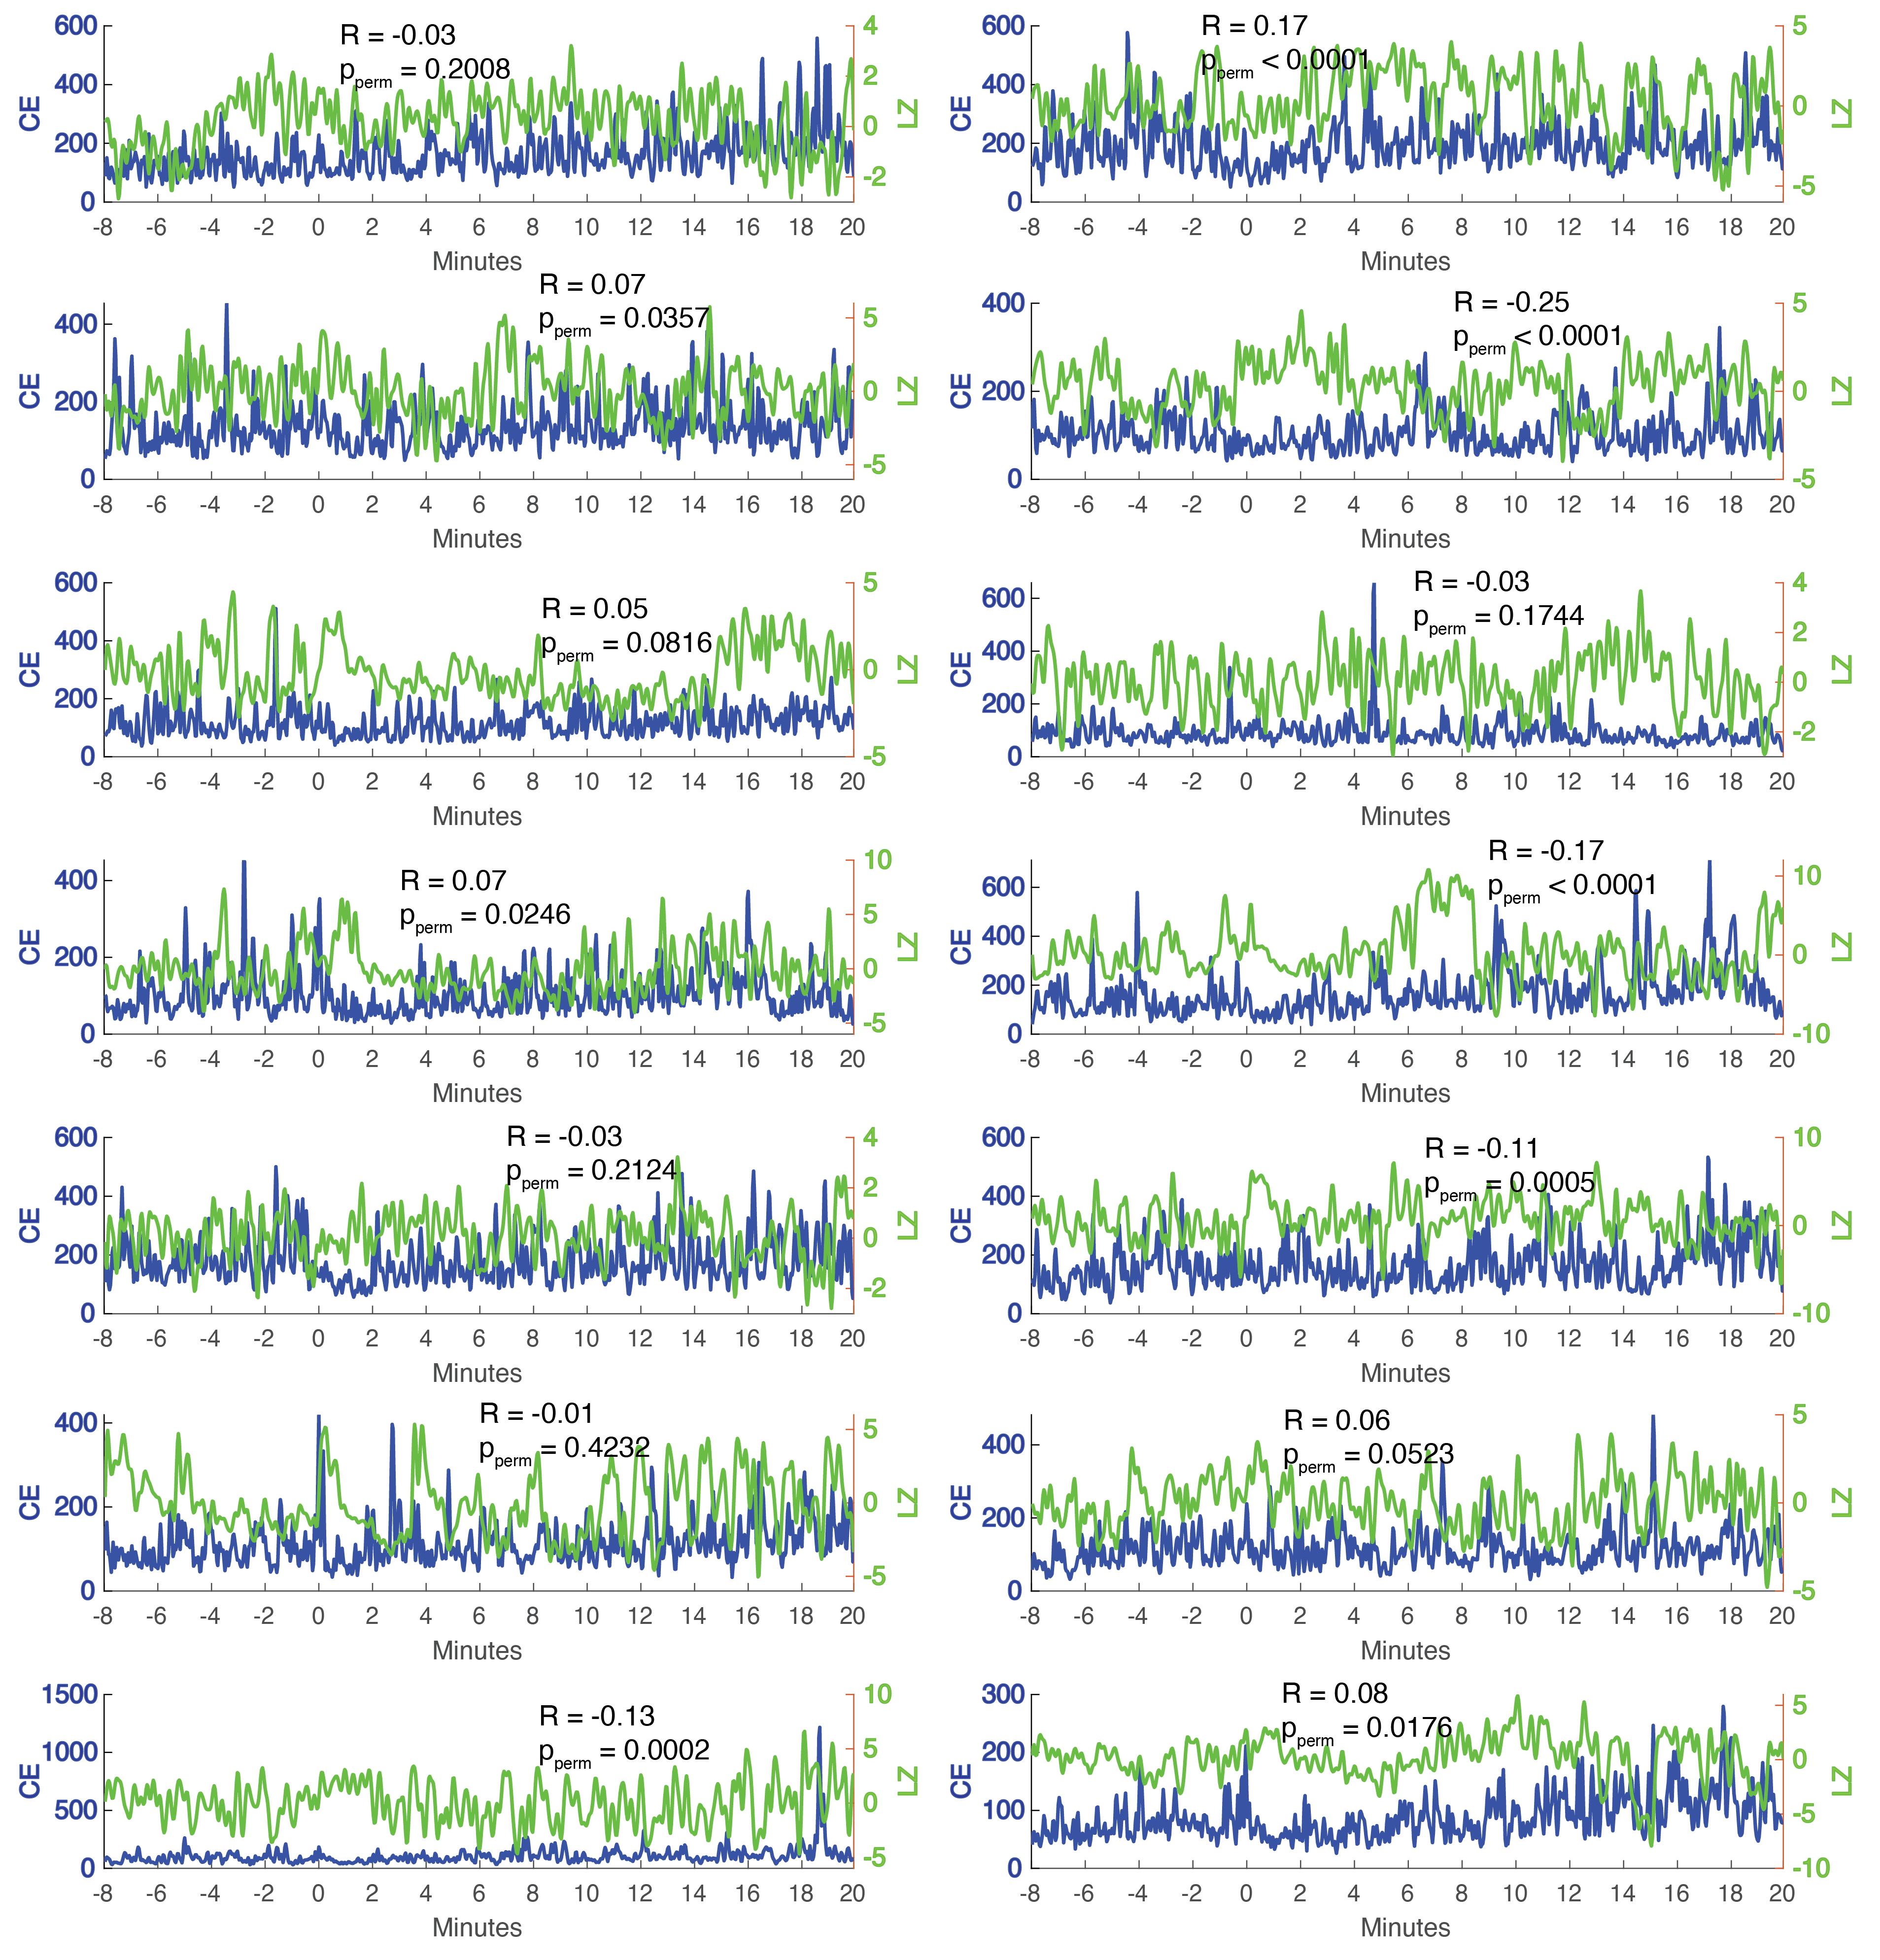 R = -0.03
p_perm = 0.2008
600
400
200
0
CE
4
2
0
-2
LZ
-8 -6 -4 -2 0 2 4 6 8 10 12 14 16 18 20
Minutes
R = 0.17
p_perm < 0.0001
600
400
200
0
CE
5
0
-5
LZ
-8 -6 -4 -2 0 2 4 6 8 10 12 14 16 18 20
Minutes
R = 0.07
p_perm = 0.0357
400
200
0
CE
5
0
-5
LZ
-8 -6 -4 -2 0 2 4 6 8 10 12 14 16 18 20
Minutes
R = -0.25
p_perm < 0.0001
400
200
0
CE
5
0
-5
LZ
-8 -6 -4 -2 0 2 4 6 8 10 12 14 16 18 20
Minutes
R = 0.05
p_perm = 0.0816
600
400
200
0
CE
5
0
-5
LZ
-8 -6 -4 -2 0 2 4 6 8 10 12 14 16 18 20
Minutes
R = -0.03
p_perm = 0.1744
600
400
200
0
CE
4
2
0
-2
LZ
-8 -6 -4 -2 0 2 4 6 8 10 12 14 16 18 20
Minutes
R = 0.07
p_perm = 0.0246
400
200
0
CE
10
5
0
-5
LZ
-8 -6 -4 -2 0 2 4 6 8 10 12 14 16 18 20
Minutes
R = -0.17
p_perm < 0.0001
600
400
200
0
CE
10
0
-10
LZ
-8 -6 -4 -2 0 2 4 6 8 10 12 14 16 18 20
Minutes
R = -0.03
p_perm = 0.2124
600
400
200
0
CE
4
2
0
-2
LZ
-8 -6 -4 -2 0 2 4 6 8 10 12 14 16 18 20
Minutes
R = -0.11
p_perm = 0.0005
600
400
200
0
CE
10
0
-10
LZ
-8 -6 -4 -2 0 2 4 6 8 10 12 14 16 18 20
Minutes
R = -0.01
p_perm = 0.4232
400
200
0
CE
5
0
-5
LZ
-8 -6 -4 -2 0 2 4 6 8 10 12 14 16 18 20
Minutes
R = 0.06
p_perm = 0.0523
400
200
0
CE
5
0
-5
LZ
-8 -6 -4 -2 0 2 4 6 8 10 12 14 16 18 20
Minutes
R = -0.13
p_perm = 0.0002
1500
1000
500
0
CE
10
5
0
-5
LZ
-8 -6 -4 -2 0 2 4 6 8 10 12 14 16 18 20
Minutes
R = 0.08
p_perm = 0.0176
300
200
100
0
CE
5
0
-5
-10
LZ
-8 -6 -4 -2 0 2 4 6 8 10 12 14 16 18 20
Minutes